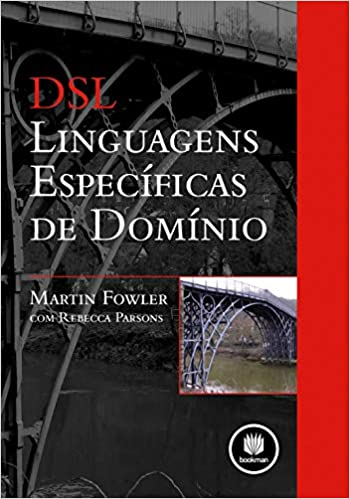 DSL
LINGUAGENS
ESPECÍFICAS
DE DOMÍNIO
MARTIN FOWLER
COM REBECCA PARSONS
bookman